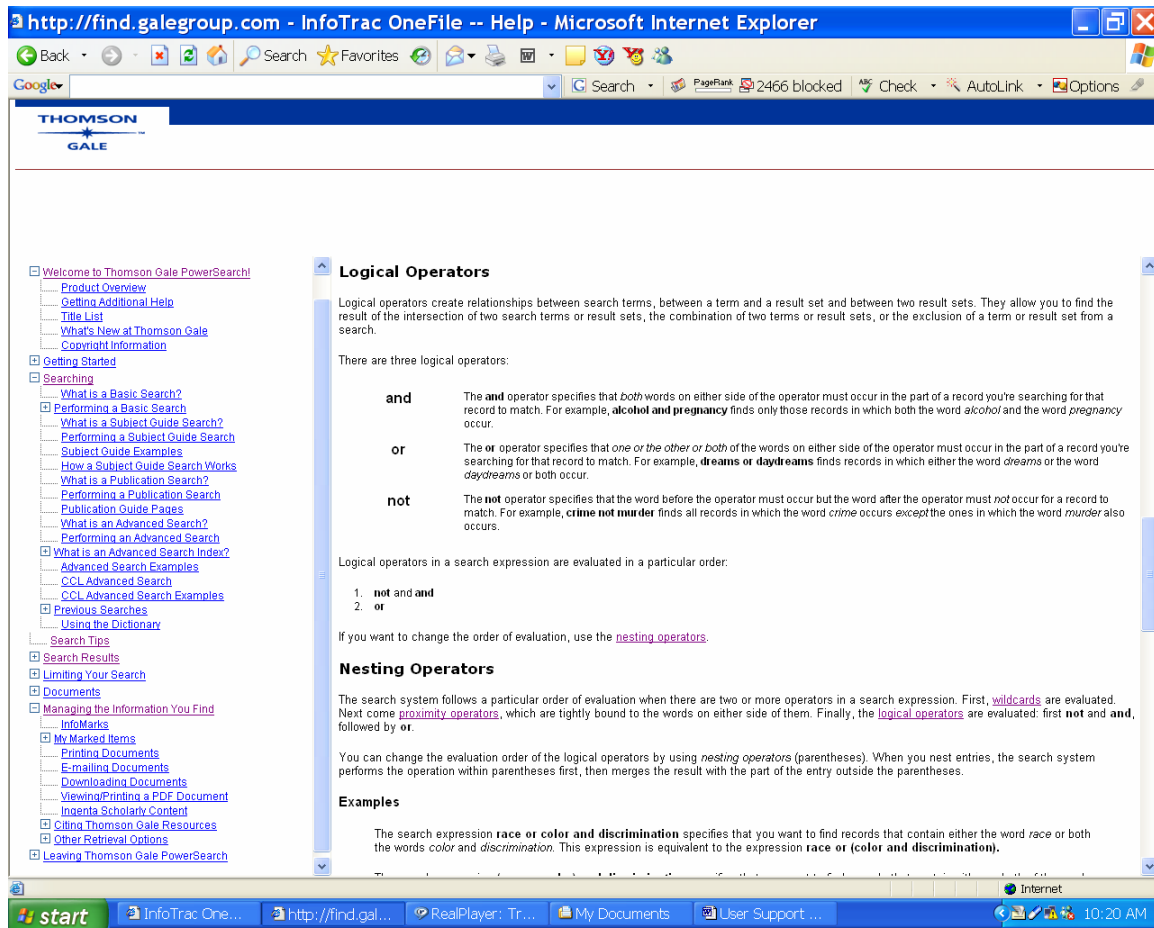 http://find.galegroup.com - InfoTrac OneFile -- Help - Microsoft Internet Explorer
Back Search Favorites
Google Search PageRank 2466 blocked Check AutoLink Options
THOMSON
GALE
Welcome to Thomson Gale PowerSearch!
Product Overview
Getting Additional Help
Title List
What's New at Thomson Gale
Copyright Information
Getting Started
Searching
What is a Basic Search?
Performing a Basic Search
What is a Subject Guide Search?
Performing a Subject Guide Search
Subject Guide Examples
How a Subject Guide Search Works
What is a Publication Search?
Performing a Publication Search
Publication Guide Pages
What is an Advanced Search?
Performing an Advanced Search
What is an Advanced Search Index?
Advanced Search Examples
CCL Advanced Search
CCL Advanced Search Examples
Previous Searches
Using the Dictionary
Search Tips
Search Results
Limiting Your Search
Documents
Managing the Information You Find
InfoMarks
My Marked Items
Printing Documents
E-mailing Documents
Downloading Documents
Viewing/Printing a PDF Document
Ingenta Scholarly Content
Citing Thomson Gale Resources
Other Retrieval Options
Leaving Thomson Gale PowerSearch
Logical Operators
Logical operators create relationships between search terms, between a term and a result set and between two result sets. They allow you to find the
result of the intersection of two search terms or result sets, the combination of two terms or result sets, or the exclusion of a term or result set from a
search.
There are three logical operators:
and The and operator specifies that both words on either side of the operator must occur in the part of a record you're searching for that
record to match. For example, alcohol and pregnancy finds only those records in which both the word alcohol and the word pregnancy
occur.
or The or operator specifies that one or the other or both of the words on either side of the operator must occur in the part of a record you're
searching for that record to match. For example, dreams or daydreams finds records in which either the word dreams or the word
daydreams or both occur.
not The not operator specifies that the word before the operator must occur but the word after the operator must not occur for a record to
match. For example, crime not murder finds all records in which the word crime occurs except the ones in which the word murder also
occurs.
Logical operators in a search expression are evaluated in a particular order:
1. not and and
2. or
If you want to change the order of evaluation, use the nesting operators.
Nesting Operators
The search system follows a particular order of evaluation when there are two or more operators in a search expression. First, wildcards are evaluated.
Next come proximity operators, which are tightly bound to the words on either side of them. Finally, the logical operators are evaluated: first not and and,
followed by or.
You can change the evaluation order of the logical operators by using nesting operators (parentheses). When you nest entries, the search system
performs the operation within parentheses first, then merges the result with the part of the entry outside the parentheses.
Examples
The search expression race or color and discrimination specifies that you want to find records that contain either the word race or both
the words color and discrimination. This expression is equivalent to the expression race or (color and discrimination).
Internet
start InfoTrac One... http://find.gal... RealPlayer: Tr... My Documents User Support ... 10:20 AM